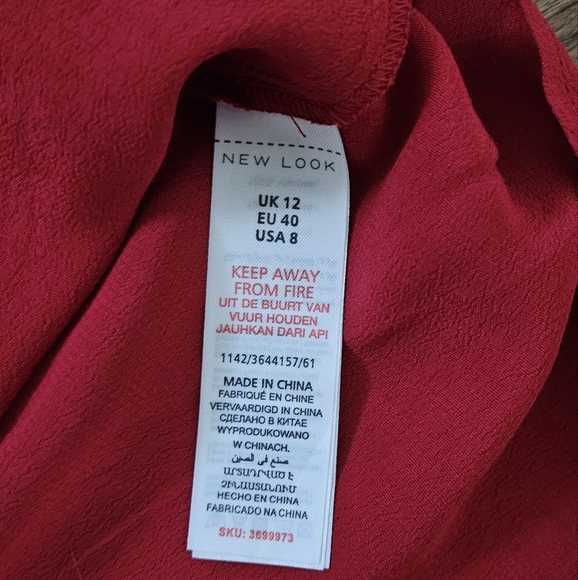 NEW LOOK
UK 12
EU 40
USA 8
KEEP AWAY
FROM FIRE
UIT DE BUURT VAN
VUUR HOUDEN
JAUHKAN DARI API
1142/3644157/61
MADE IN CHINA
FABRIQUÉ EN CHINE
VERVAARDIGD IN CHINA
СДЕЛАНО В КИТАЕ
WYPRODUKOWANO
W CHINACH.
صنع في الصين
ԱՐՏԱԴՐՎԱԾ Է
ՉԻՆԱՍՏԱՆՈՒՄ
HECHO EN CHINA
FABRICADO NA CHINA
SKU: 3699973